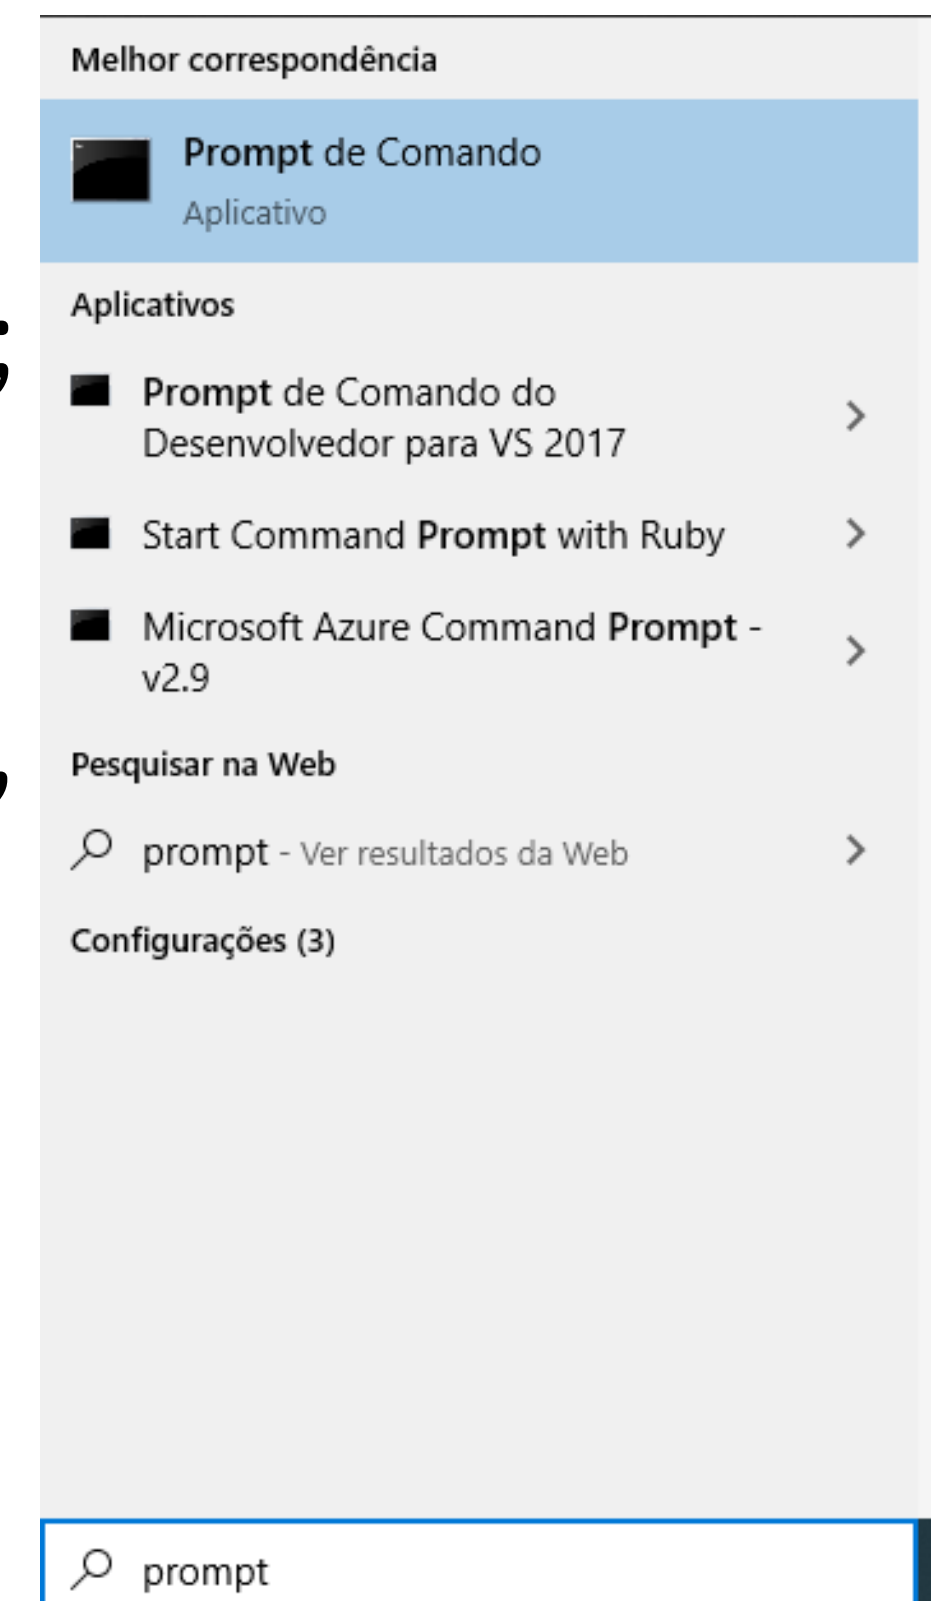 Melhor correspondência
Prompt de Comando
Aplicativo
Aplicativos
;
Prompt de Comando do
Desenvolvedor para VS 2017
Start Command Prompt with Ruby
Microsoft Azure Command Prompt -
v2.9
Pesquisar na Web
,
prompt - Ver resultados da Web
Configurações (3)
prompt